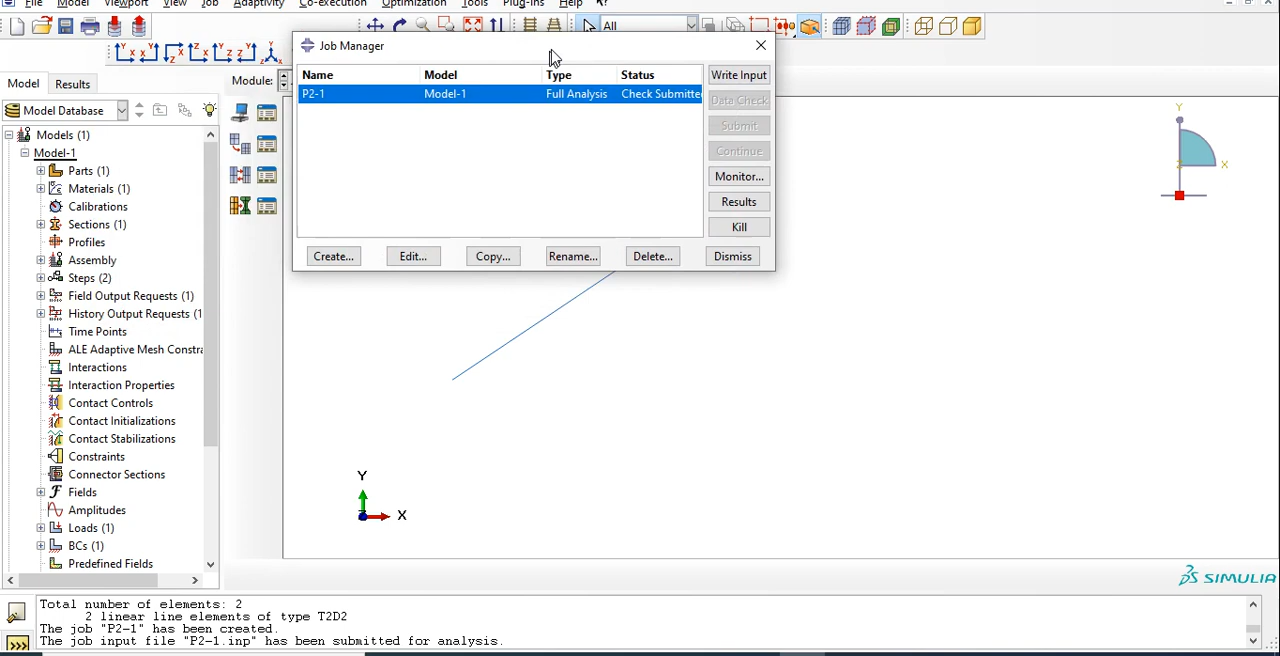 File Model Viewport View Job Adaptivity Co-execution Optimization Tools Plug-ins Help
All
Job Manager
Model Results
Module:
Name Model Type Status
P2-1 Model-1 Full Analysis Check Submitte
Write Input
Data Check
Submit
Continue
Monitor...
Results
Kill
Create... Edit... Copy... Rename... Delete... Dismiss
Model Database
Models (1)
Model-1
Parts (1)
Materials (1)
Calibrations
Sections (1)
Profiles
Assembly
Steps (2)
Field Output Requests (1)
History Output Requests (1
Time Points
ALE Adaptive Mesh Constra
Interactions
Interaction Properties
Contact Controls
Contact Initializations
Contact Stabilizations
Constraints
Connector Sections
Fields
Amplitudes
Loads (1)
BCs (1)
Predefined Fields
Y
X
Z
Y
X
SIMULIA
Total number of elements: 2
2 linear line elements of type T2D2
The job "P2-1" has been created.
The job input file "P2-1.inp" has been submitted for analysis.